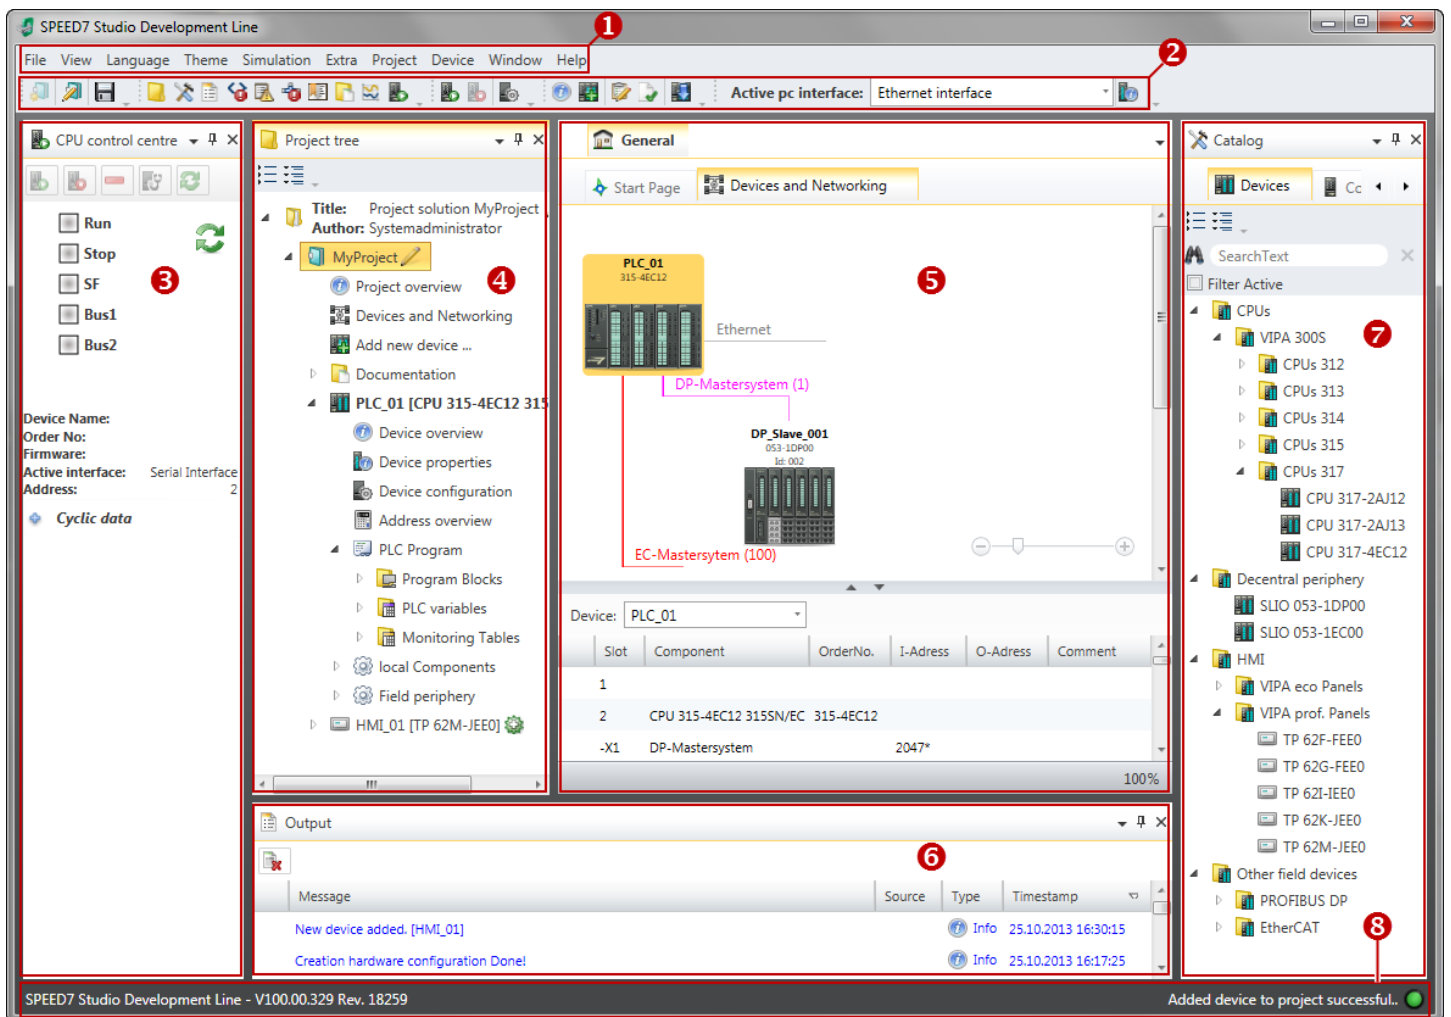 SPEED7 Studio Development Line
1
File View Language Theme Simulation Extra Project Device Window Help
2
Active pc interface: Ethernet interface
CPU control centre
Run
Stop
SF
3
Bus1
Bus2
Device Name:
Order No:
Firmware:
Active interface: Serial Interface
Address: 2
Cyclic data
Project tree
Title: Project solution MyProject
Author: Systemadministrator
MyProject
4
Project overview
Devices and Networking
Add new device ...
Documentation
PLC_01 [CPU 315-4EC12 315
Device overview
Device properties
Device configuration
Address overview
PLC Program
Program Blocks
PLC variables
Monitoring Tables
local Components
Field periphery
HMI_01 [TP 62M-JEE0]
General
Start Page Devices and Networking
PLC_01
315-4EC12
5
Ethernet
DP-Mastersystem (1)
DP_Slave_001
053-1DP00
Id: 002
EC-Mastersytem (100)
Device: PLC_01
Slot Component OrderNo. I-Adress O-Adress Comment
1
2 CPU 315-4EC12 315SN/EC 315-4EC12
-X1 DP-Mastersystem 2047*
100%
Output
6
Message Source Type Timestamp
New device added. [HMI_01] Info 25.10.2013 16:30:15
Creation hardware configuration Done! Info 25.10.2013 16:17:25
Catalog
Devices Cc
SearchText
Filter Active
CPUs
VIPA 300S
7
CPUs 312
CPUs 313
CPUs 314
CPUs 315
CPUs 317
CPU 317-2AJ12
CPU 317-2AJ13
CPU 317-4EC12
Decentral periphery
SLIO 053-1DP00
SLIO 053-1EC00
HMI
VIPA eco Panels
VIPA prof. Panels
TP 62F-FEE0
TP 62G-FEE0
TP 62I-IEE0
TP 62K-JEE0
TP 62M-JEE0
Other field devices
PROFIBUS DP
EtherCAT
8
SPEED7 Studio Development Line - V100.00.329 Rev. 18259
Added device to project successful..